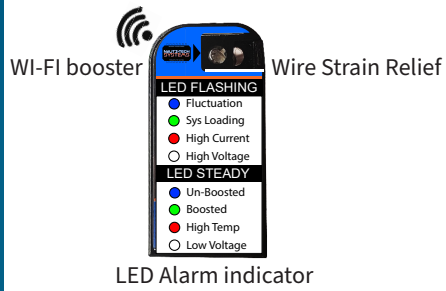 WI-FI booster
Wire Strain Relief
LED FLASHING
Fluctuation
Sys Loading
High Current
High Voltage
LED STEADY
Un-Boosted
Boosted
High Temp
Low Voltage
LED Alarm indicator